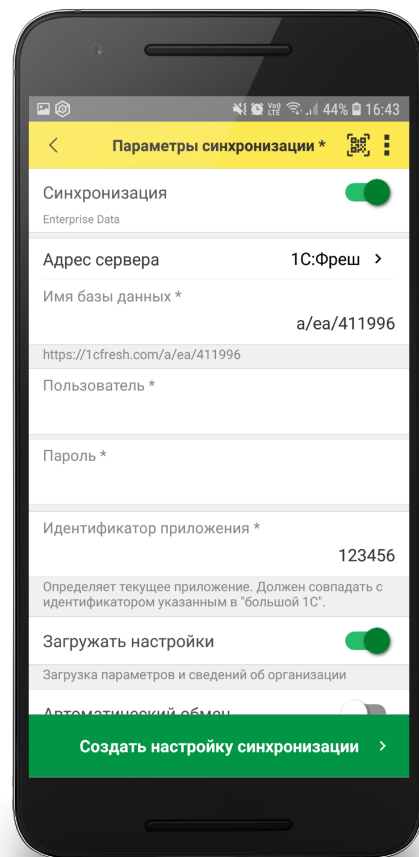 44% 16:43
Параметры синхронизации *
Синхронизация
Enterprise Data
Адрес сервера 1С:Фреш >
Имя базы данных *
a/ea/411996
https://1cfresh.com/a/ea/411996
Пользователь *
Пароль *
Идентификатор приложения *
123456
Определяет текущее приложение. Должен совпадать с
идентификатором указанным в "большой 1С".
Загружать настройки
Загрузка параметров и сведений об организации
Автоматический обмен
Создать настройку синхронизации >